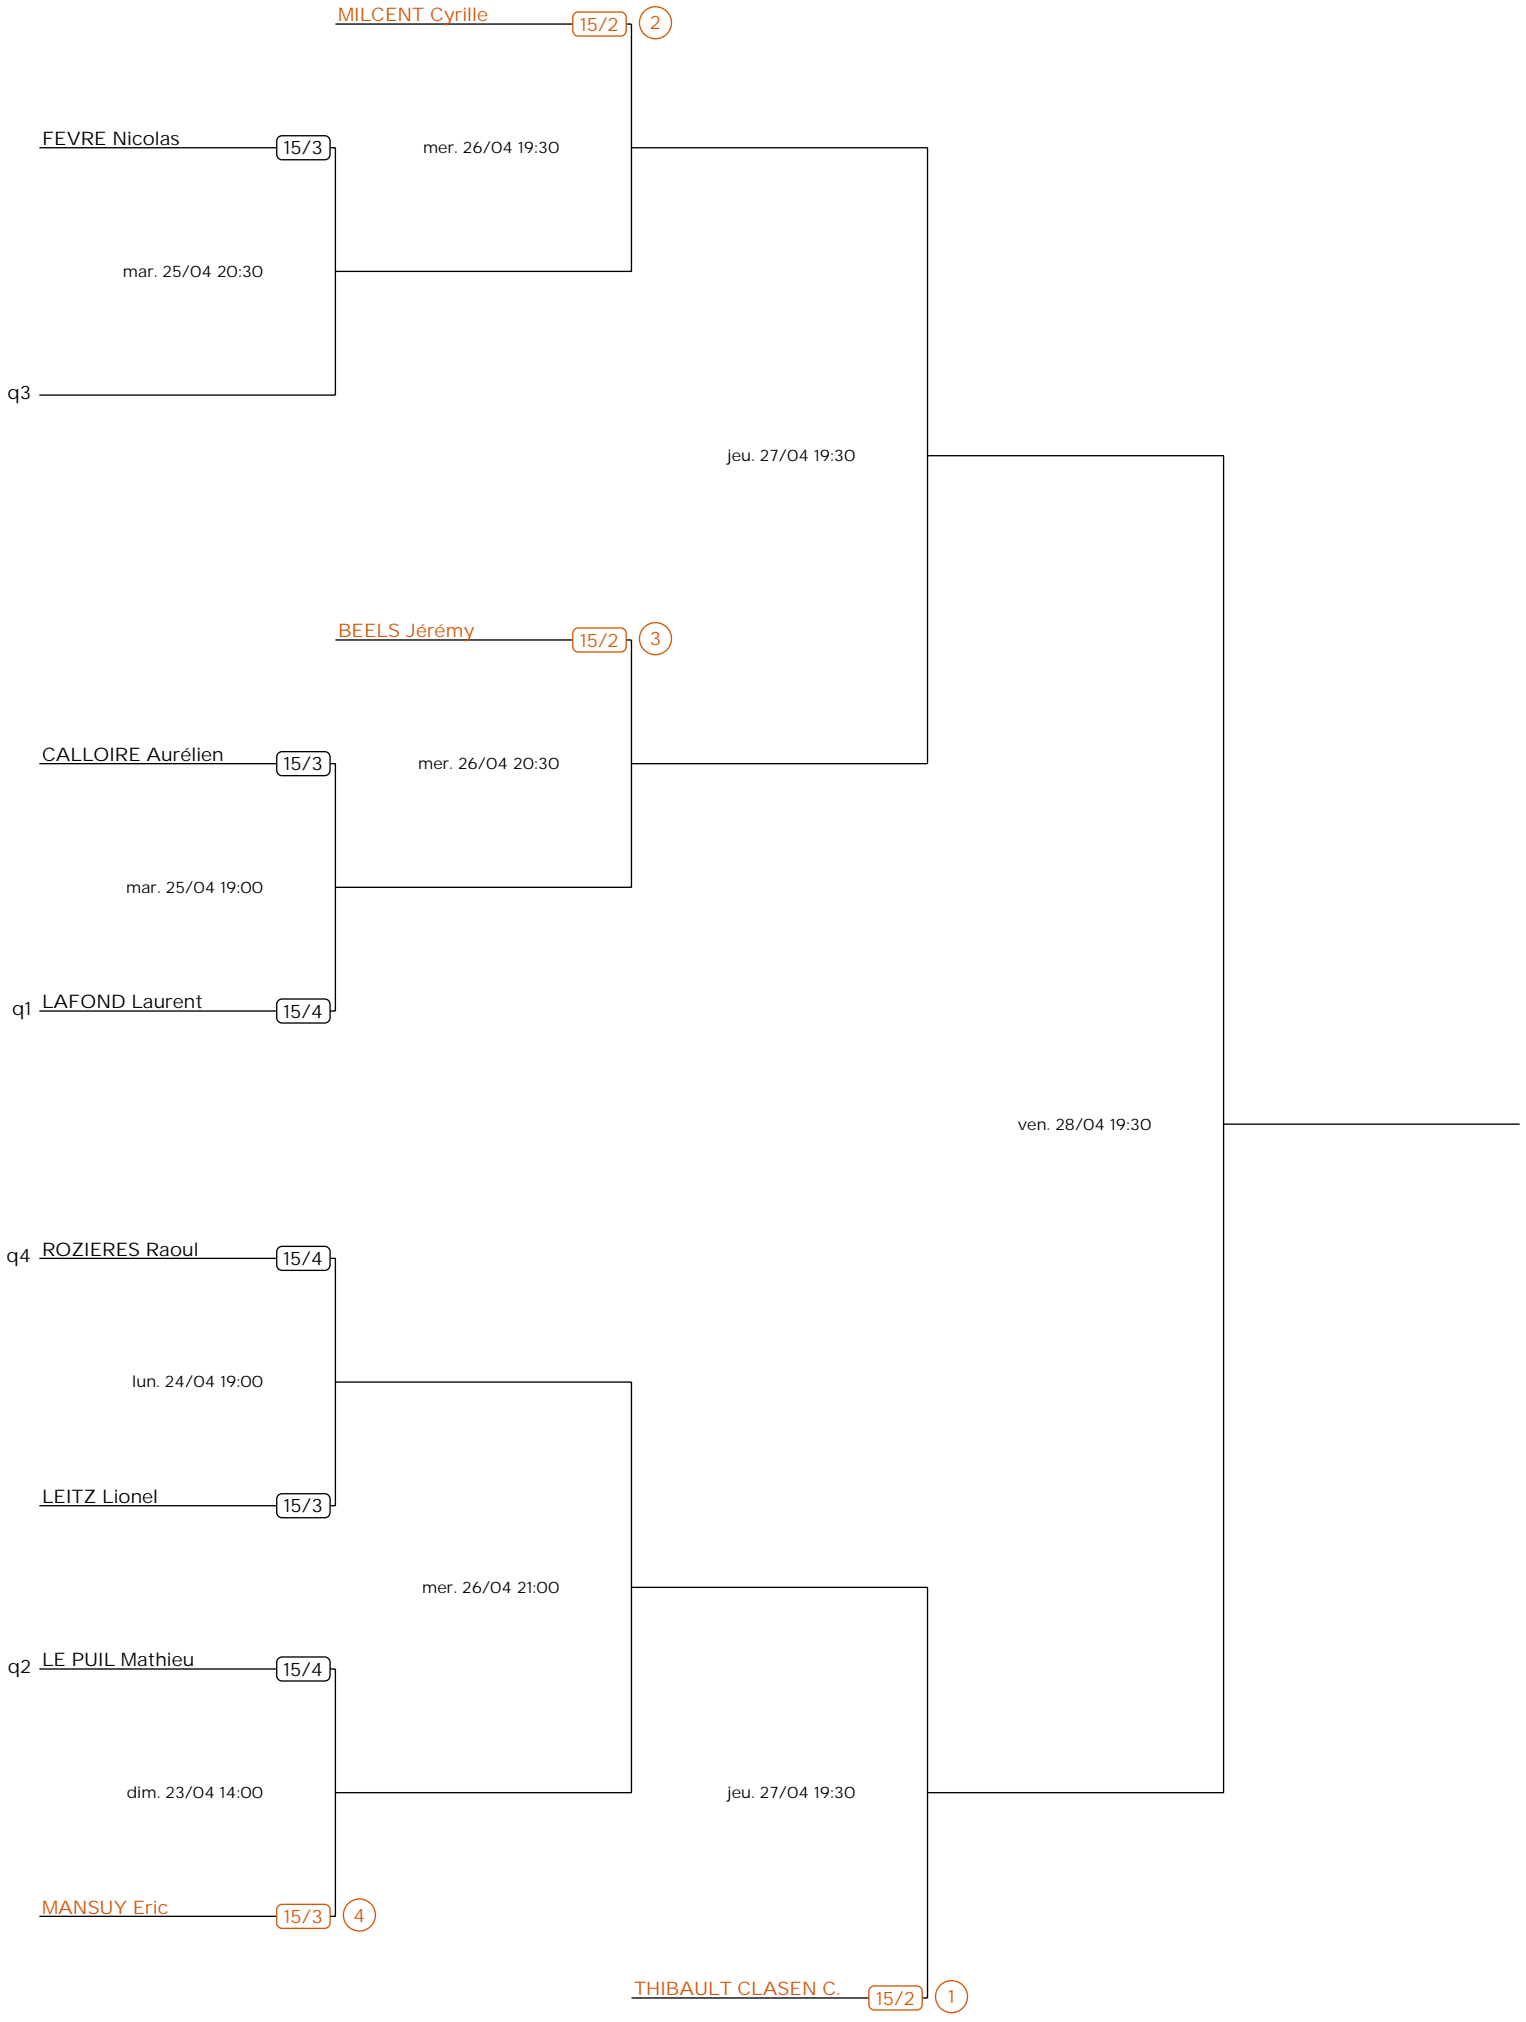 MILCENT Cyrille 15/2 2
FEVRE Nicolas 15/3
mer. 26/04 19:30
mar. 25/04 20:30
q3
jeu. 27/04 19:30
BEELS Jérémy 15/2 3
CALLOIRE Aurélien 15/3
mer. 26/04 20:30
mar. 25/04 19:00
q1 LAFOND Laurent 15/4
ven. 28/04 19:30
q4 ROZIERES Raoul 15/4
lun. 24/04 19:00
LEITZ Lionel 15/3
mer. 26/04 21:00
q2 LE PUIL Mathieu 15/4
dim. 23/04 14:00
jeu. 27/04 19:30
MANSUY Eric 15/3 4
THIBAULT CLASEN C. 15/2 1